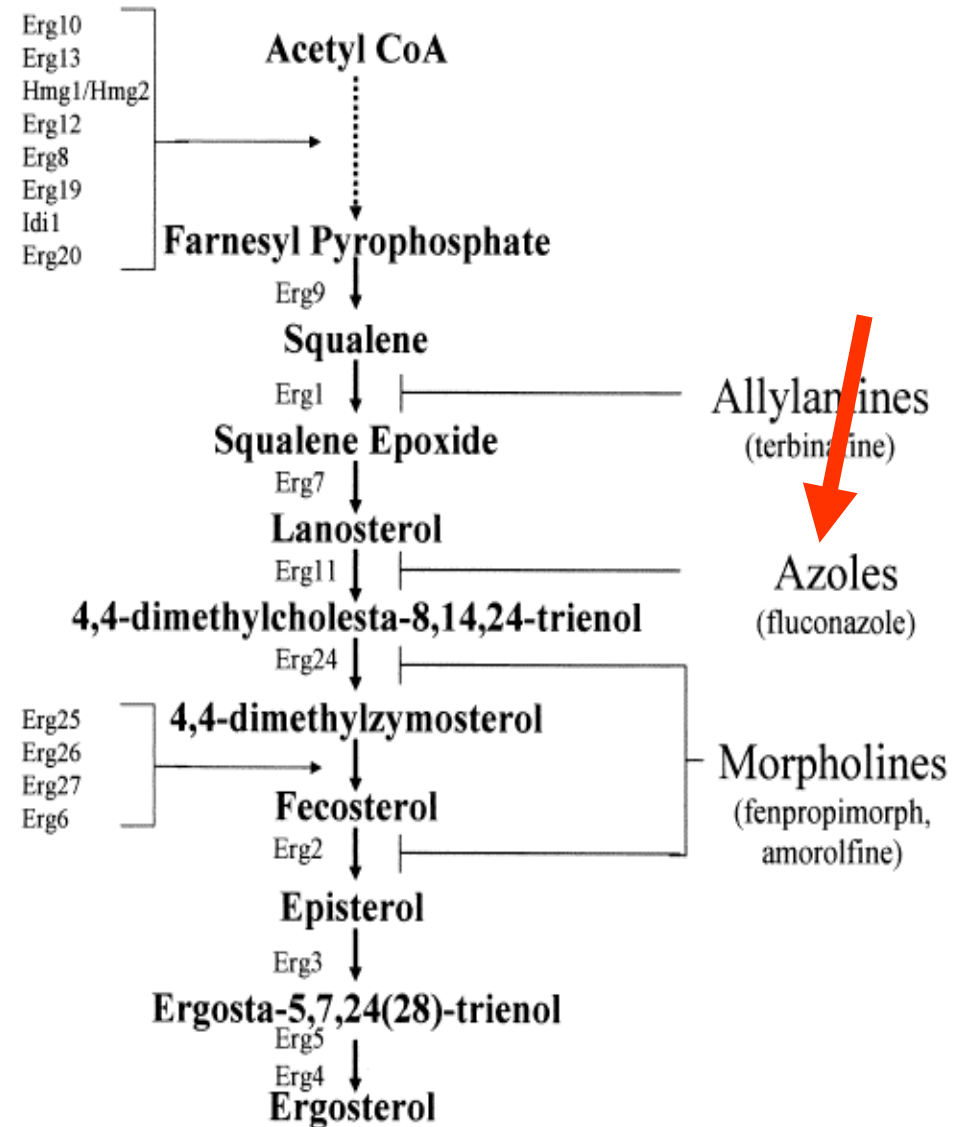 Erg10
Erg13
Hmg1/Hmg2
Erg12
Erg8
Erg19
Idi1
Erg20
Acetyl CoA
Farnesyl Pyrophosphate
Erg9
Squalene
Erg1
Allylamines
(terbinafine)
Squalene Epoxide
Erg7
Lanosterol
Erg11
Azoles
(fluconazole)
4,4-dimethylcholesta-8,14,24-trienol
Erg24
4,4-dimethylzymosterol
Erg25
Erg26
Erg27
Erg6
Morpholines
(fenpropimorph,
amorolfine)
Fecosterol
Erg2
Episterol
Erg3
Ergosta-5,7,24(28)-trienol
Erg5
Erg4
Ergosterol